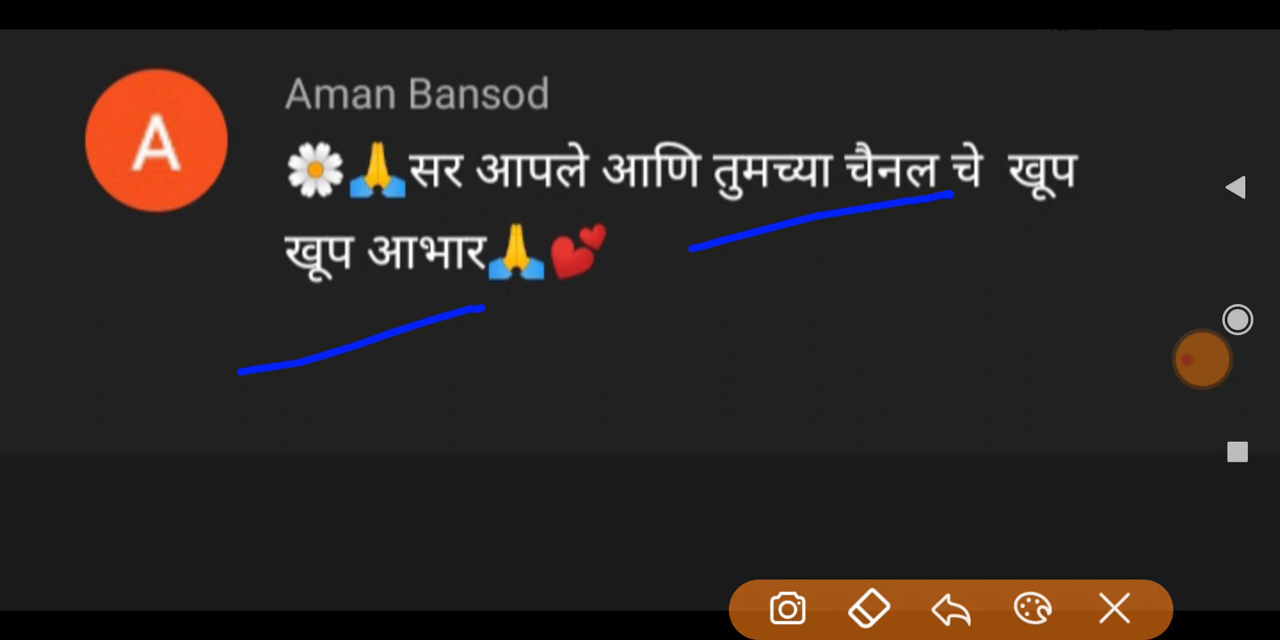 A
Aman Bansod
🌼🙏सर आपले आणि तुमच्या चैनल चे  खूप
खूप आभार🙏💕